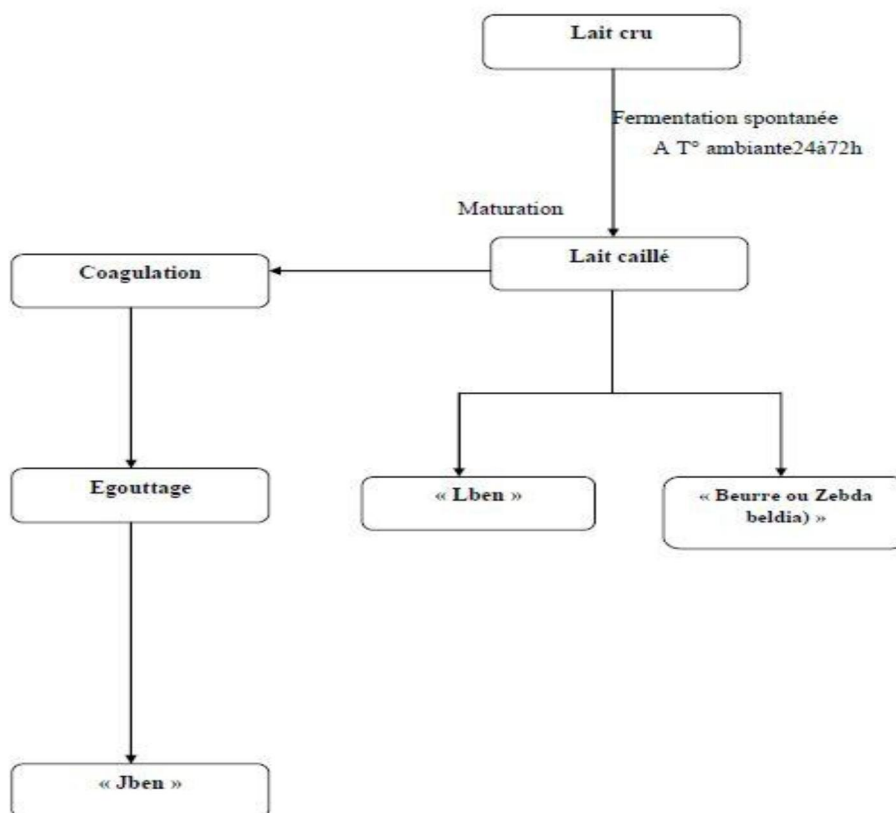 Lait cru
Fermentation spontanée
A T° ambiante24à72h
Maturation
Lait caillé
Coagulation
Egouttage
« Lben »
« Beurre ou Zebda
beldia) »
« Jben »